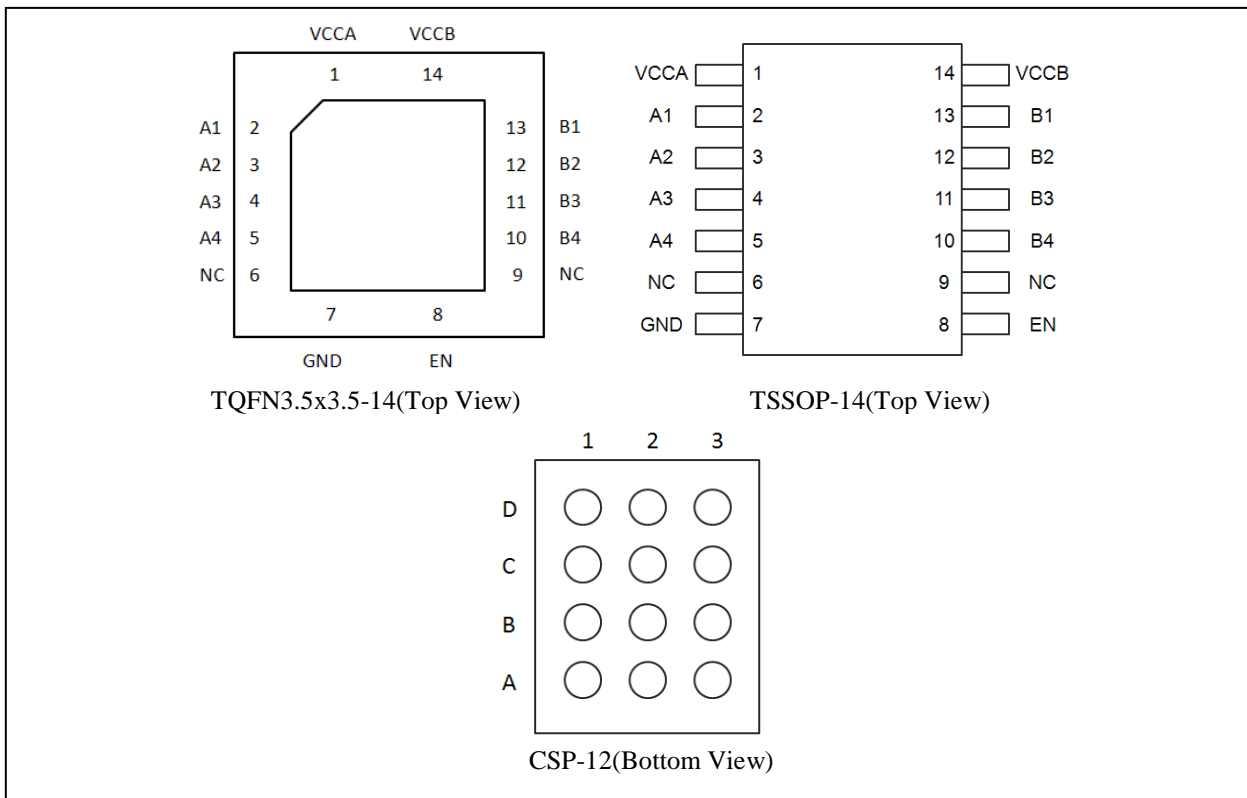 VCCA VCCB
1 14
A1 2 13 B1
A2 3 12 B2
A3 4 11 B3
A4 5 10 B4
NC 6 9 NC
7 8
GND EN
TQFN3.5x3.5-14(Top View)
VCCA 1 14 VCCB
A1 2 13 B1
A2 3 12 B2
A3 4 11 B3
A4 5 10 B4
NC 6 9 NC
GND 7 8 EN
TSSOP-14(Top View)
1 2 3
D
C
B
A
CSP-12(Bottom View)